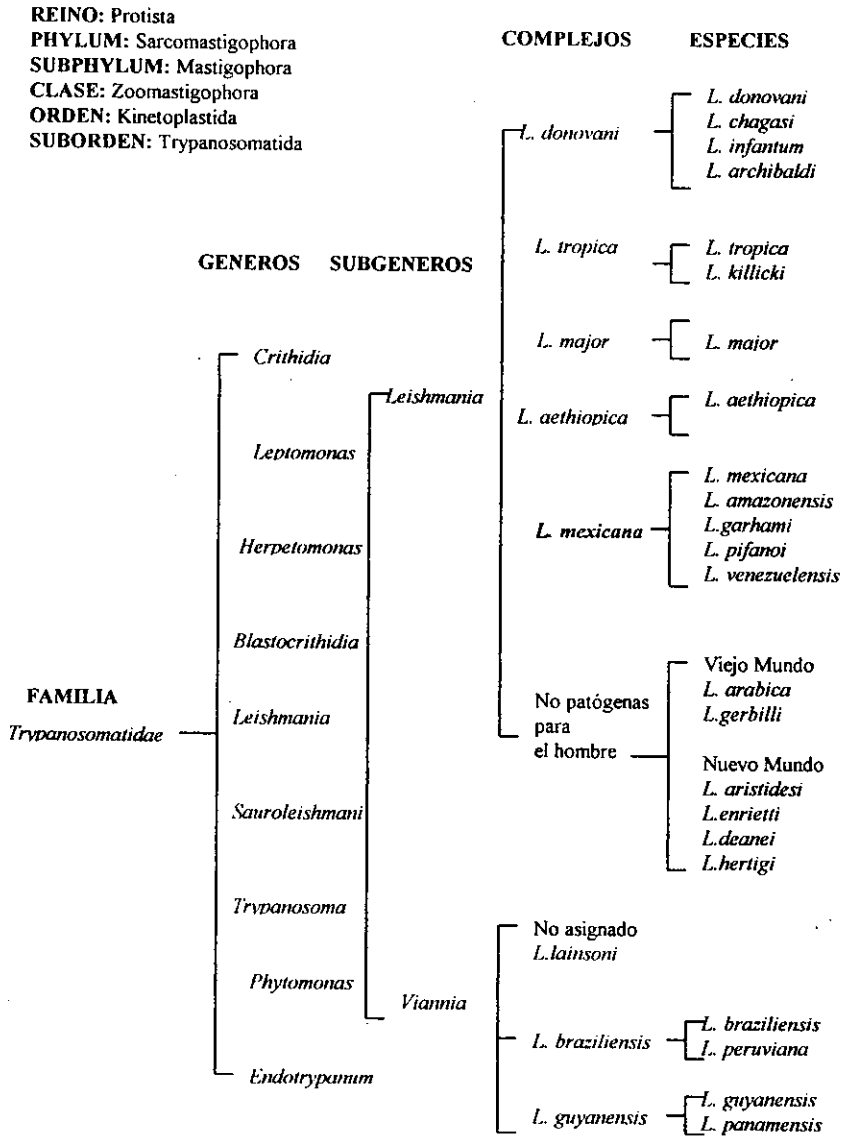 REINO: Protista
PHYLUM: Sarcomastigophora
SUBPHYLUM: Mastigophora
CLASE: Zoomastigophora
ORDEN: Kinetoplastida
SUBORDEN: Trypanosomatida
COMPLEJOS ESPECIES
GENEROS SUBGENEROS
FAMILIA
Trypanosomatidae
Crithidia
Leptomonas
Herpetomonas
Blastocrithidia
Leishmania
Sauroleishmani
Trypanosoma
Phytomonas
Endotrypanum
Leishmania
Viannia
L. donovani
L. donovani
L. chagasi
L. infantum
L. archibaldi
L. tropica
L. tropica
L. killicki
L. major
L. maior
L. aethiopica
L. aethiopica
L. mexicana
L. mexicana
L. amazonensis
L.garhami
L. pifanoi
L. venezuelensis
No patógenas
para
el hombre
Viejo Mundo
L. arabica
L.gerbilli
Nuevo Mundo
L. aristidesi
L.enrietti
L.deanei
L.hertigi
No asignado
L.lainsoni
L. braziliensis
L. braziliensis
L. peruviana
L. guyanensis
L. guyanensis
L. panamensis